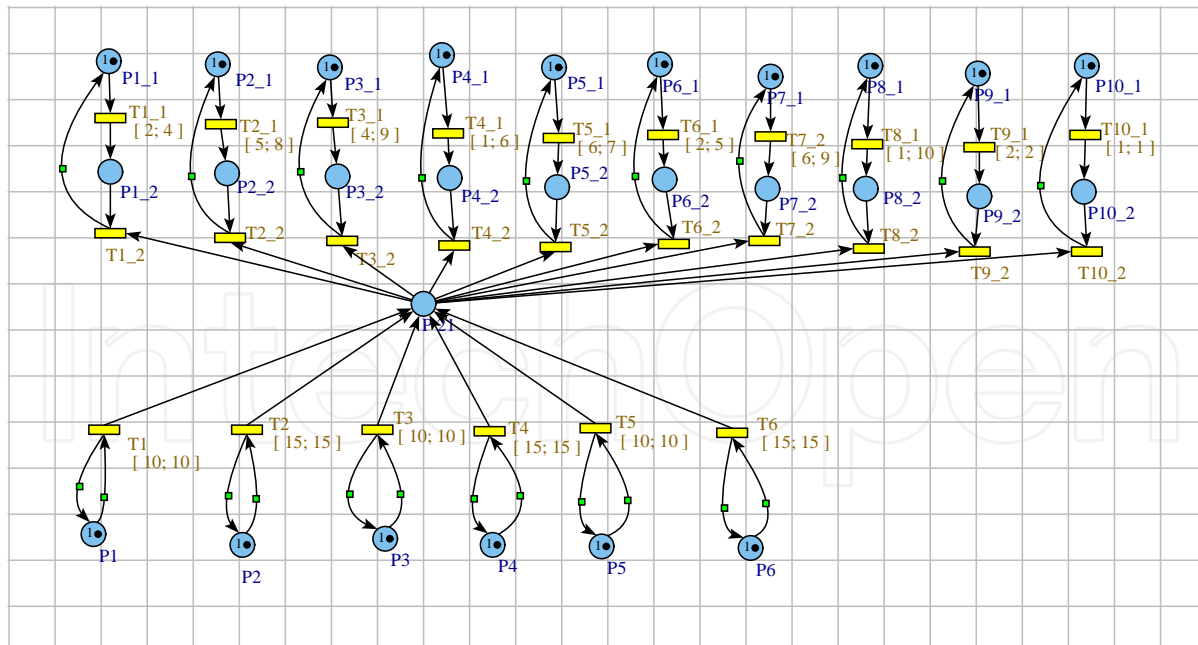 1 1 1 1 1 1 1 1 1 1
P1_1 P2_1 P3_1 P4_1 P5_1 P6_1 P7_1 P8_1 P9_1 P10_1
T1_1 T2_1 T3_1 T4_1 T5_1 T6_1 T7_2 T8_1 T9_1 T10_1
[ 2; 4 ] [ 5; 8 ] [ 4; 9 ] [ 1; 6 ] [ 6; 7 ] [ 2; 5 ] [ 6; 9 ] [ 1; 10 ] [ 2; 2 ] [ 1; 1 ]
P1_2 P2_2 P3_2 P4_2 P5_2 P6_2 P7_2 P8_2 P9_2 P10_2
T1_2 T2_2 T3_2 T4_2 T5_2 T6_2 T7_2 T8_2 T9_2 T10_2
P21
IntechOpen
T1 T2 T3 T4 T5 T6
[ 10; 10 ] [ 15; 15 ] [ 10; 10 ] [ 15; 15 ] [ 10; 10 ] [ 15; 15 ]
1 1 1 1 1 1
P1 P2 P3 P4 P5 P6